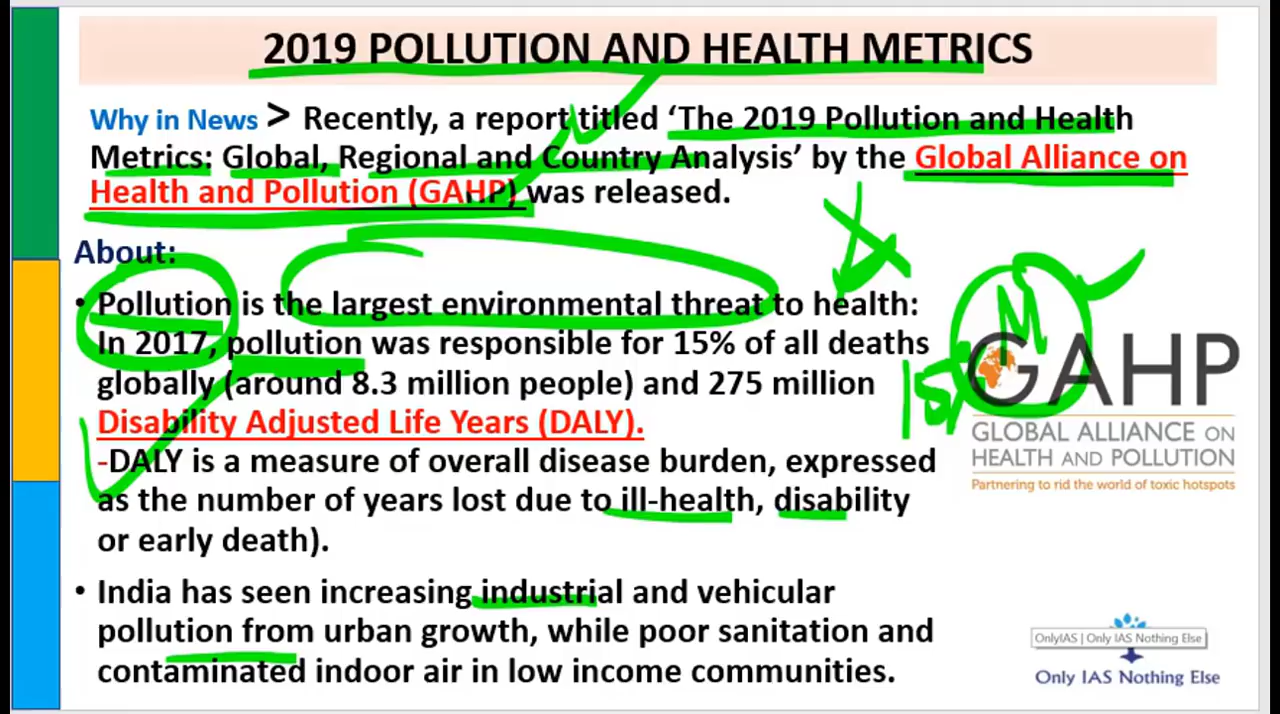 2019 POLLUTION AND HEALTH METRICS
Why in News > Recently, a report titled ‘The 2019 Pollution and Health
Metrics: Global, Regional and Country Analysis’ by the Global Alliance on
Health and Pollution (GAHP) was released.
About:
• Pollution is the largest environmental threat to health:
In 2017, pollution was responsible for 15% of all deaths
globally (around 8.3 million people) and 275 million
Disability Adjusted Life Years (DALY).
-DALY is a measure of overall disease burden, expressed
as the number of years lost due to ill-health, disability
or early death).
• India has seen increasing industrial and vehicular
pollution from urban growth, while poor sanitation and
contaminated indoor air in low income communities.
GAHP
GLOBAL ALLIANCE ON
HEALTH AND POLLUTION
Partnering to rid the world of toxic hotspots
OnlyIAS | Only IAS Nothing Else
Only IAS Nothing Else